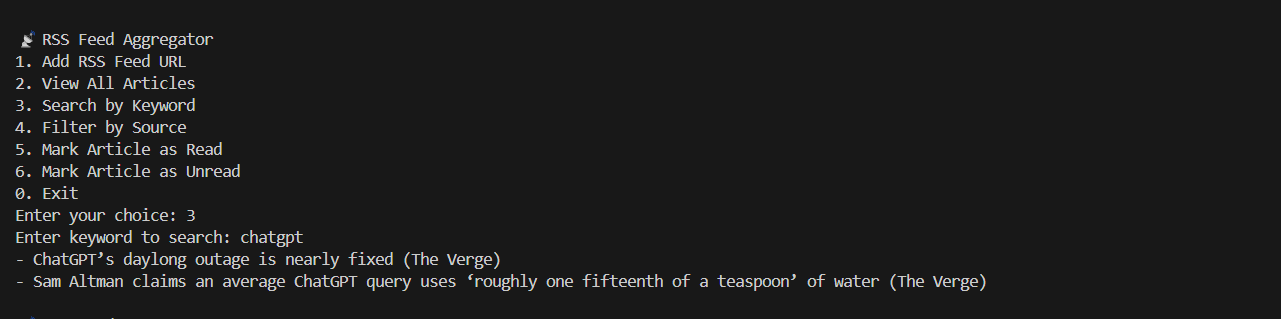 📡 RSS Feed Aggregator
1. Add RSS Feed URL
2. View All Articles
3. Search by Keyword
4. Filter by Source
5. Mark Article as Read
6. Mark Article as Unread
0. Exit
Enter your choice: 3
Enter keyword to search: chatgpt
- ChatGPT’s daylong outage is nearly fixed (The Verge)
- Sam Altman claims an average ChatGPT query uses ‘roughly one fifteenth of a teaspoon’ of water (The Verge)